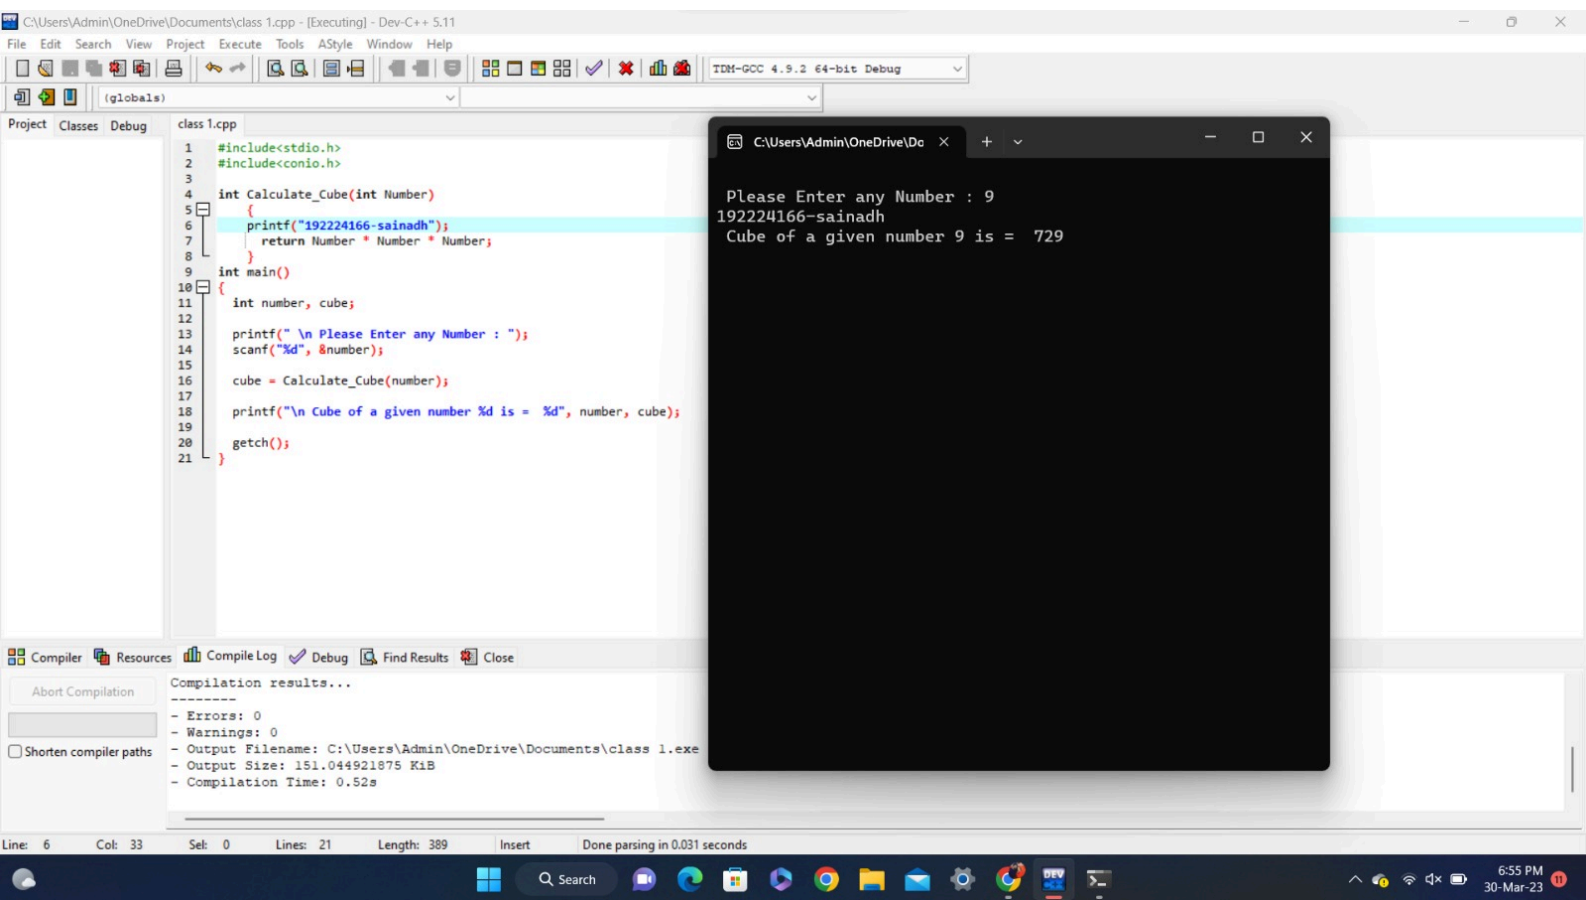 C:\Users\Admin\OneDrive\Documents\class 1.cpp - [Executing] - Dev-C++ 5.11
File Edit Search View Project Execute Tools AStyle Window Help
TDM-GCC 4.9.2 64-bit Debug
(globals)
Project Classes Debug
class 1.cpp
1 #include<stdio.h>
2 #include<conio.h>
3
4 int Calculate_Cube(int Number)
5 {
6 printf("192224166-sainadh");
7 return Number * Number * Number;
8 }
9 int main()
10 {
11 int number, cube;
12
13 printf(" \n Please Enter any Number : ");
14 scanf("%d", &number);
15
16 cube = Calculate_Cube(number);
17
18 printf("\n Cube of a given number %d is =  %d", number, cube);
19
20 getch();
21 }
C:\Users\Admin\OneDrive\Do
Please Enter any Number : 9
192224166-sainadh
Cube of a given number 9 is =  729
Compiler Resources Compile Log Debug Find Results Close
Abort Compilation
Shorten compiler paths
Compilation results...
--------
- Errors: 0
- Warnings: 0
- Output Filename: C:\Users\Admin\OneDrive\Documents\class 1.exe
- Output Size: 151.044921875 KiB
- Compilation Time: 0.52s
Line: 6 Col: 33 Sel: 0 Lines: 21 Length: 389 Insert Done parsing in 0.031 seconds
Search
DEV
6:55 PM
30-Mar-23
11